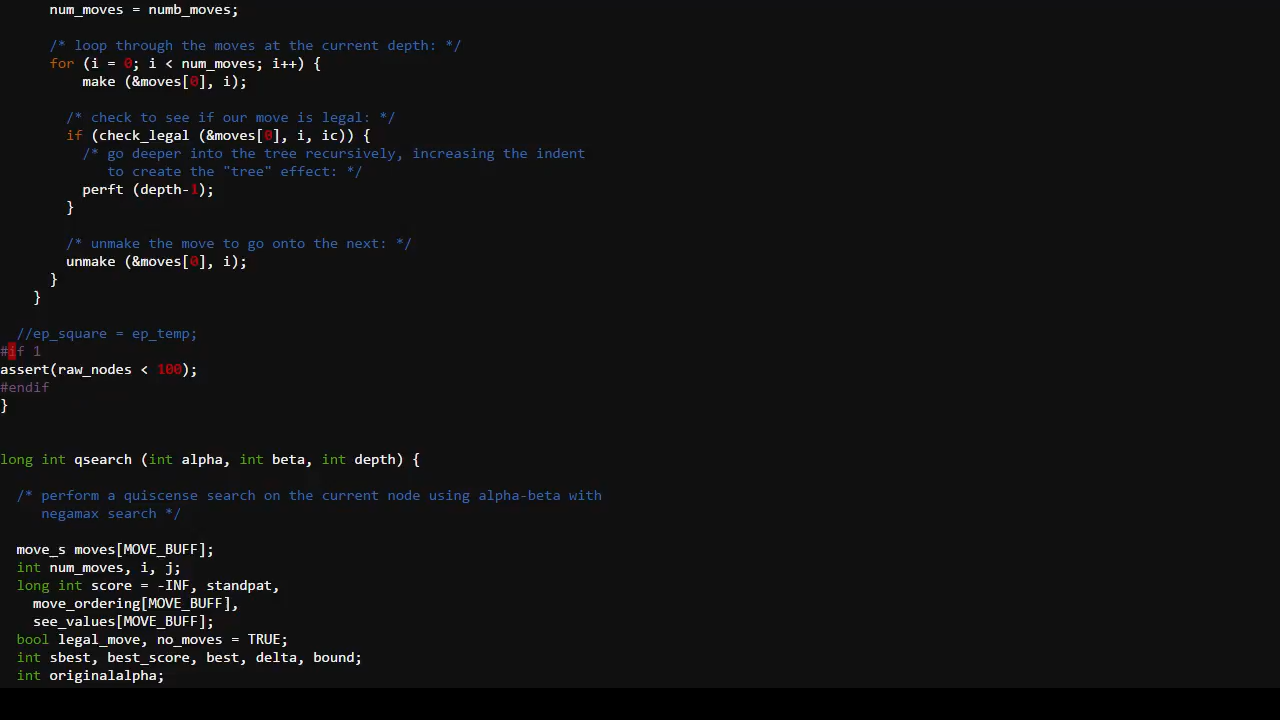 num_moves = numb_moves;
/* loop through the moves at the current depth: */
for (i = 0; i < num_moves; i++) {
make (&moves[0], i);
/* check to see if our move is legal: */
if (check_legal (&moves[0], i, ic)) {
/* go deeper into the tree recursively, increasing the indent
to create the "tree" effect: */
perft (depth-1);
}
/* unmake the move to go onto the next: */
unmake (&moves[0], i);
}
}
//ep_square = ep_temp;
#if 1
assert(raw_nodes < 100);
#endif
}
long int qsearch (int alpha, int beta, int depth) {
/* perform a quiscense search on the current node using alpha-beta with
negamax search */
move_s moves[MOVE_BUFF];
int num_moves, i, j;
long int score = -INF, standpat,
move_ordering[MOVE_BUFF],
see_values[MOVE_BUFF];
bool legal_move, no_moves = TRUE;
int sbest, best_score, best, delta, bound;
int originalalpha;